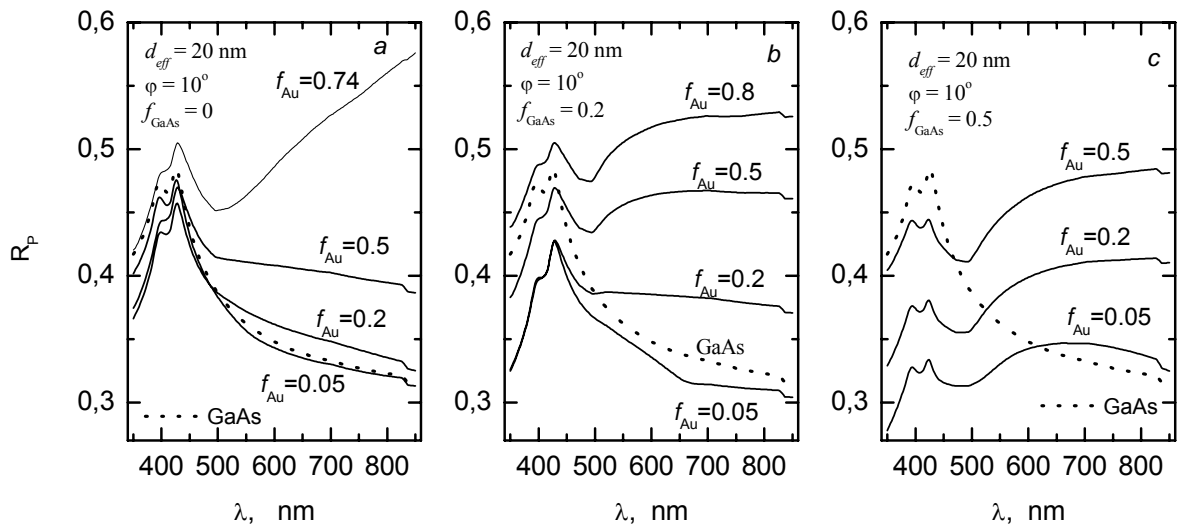 R_P
0,6
0,5
0,4
0,3
a
d_eff = 20 nm
φ = 10°
f_GaAs = 0
f_Au=0.74
f_Au=0.5
f_Au=0.2
f_Au=0.05
GaAs
400 500 600 700 800
λ, nm
0,6
0,5
0,4
0,3
b
d_eff = 20 nm
φ = 10°
f_GaAs = 0.2
f_Au=0.8
f_Au=0.5
f_Au=0.2
GaAs
f_Au=0.05
400 500 600 700 800
λ, nm
0,6
0,5
0,4
0,3
c
d_eff = 20 nm
φ = 10°
f_GaAs = 0.5
f_Au=0.5
f_Au=0.2
f_Au=0.05
GaAs
400 500 600 700 800
λ, nm